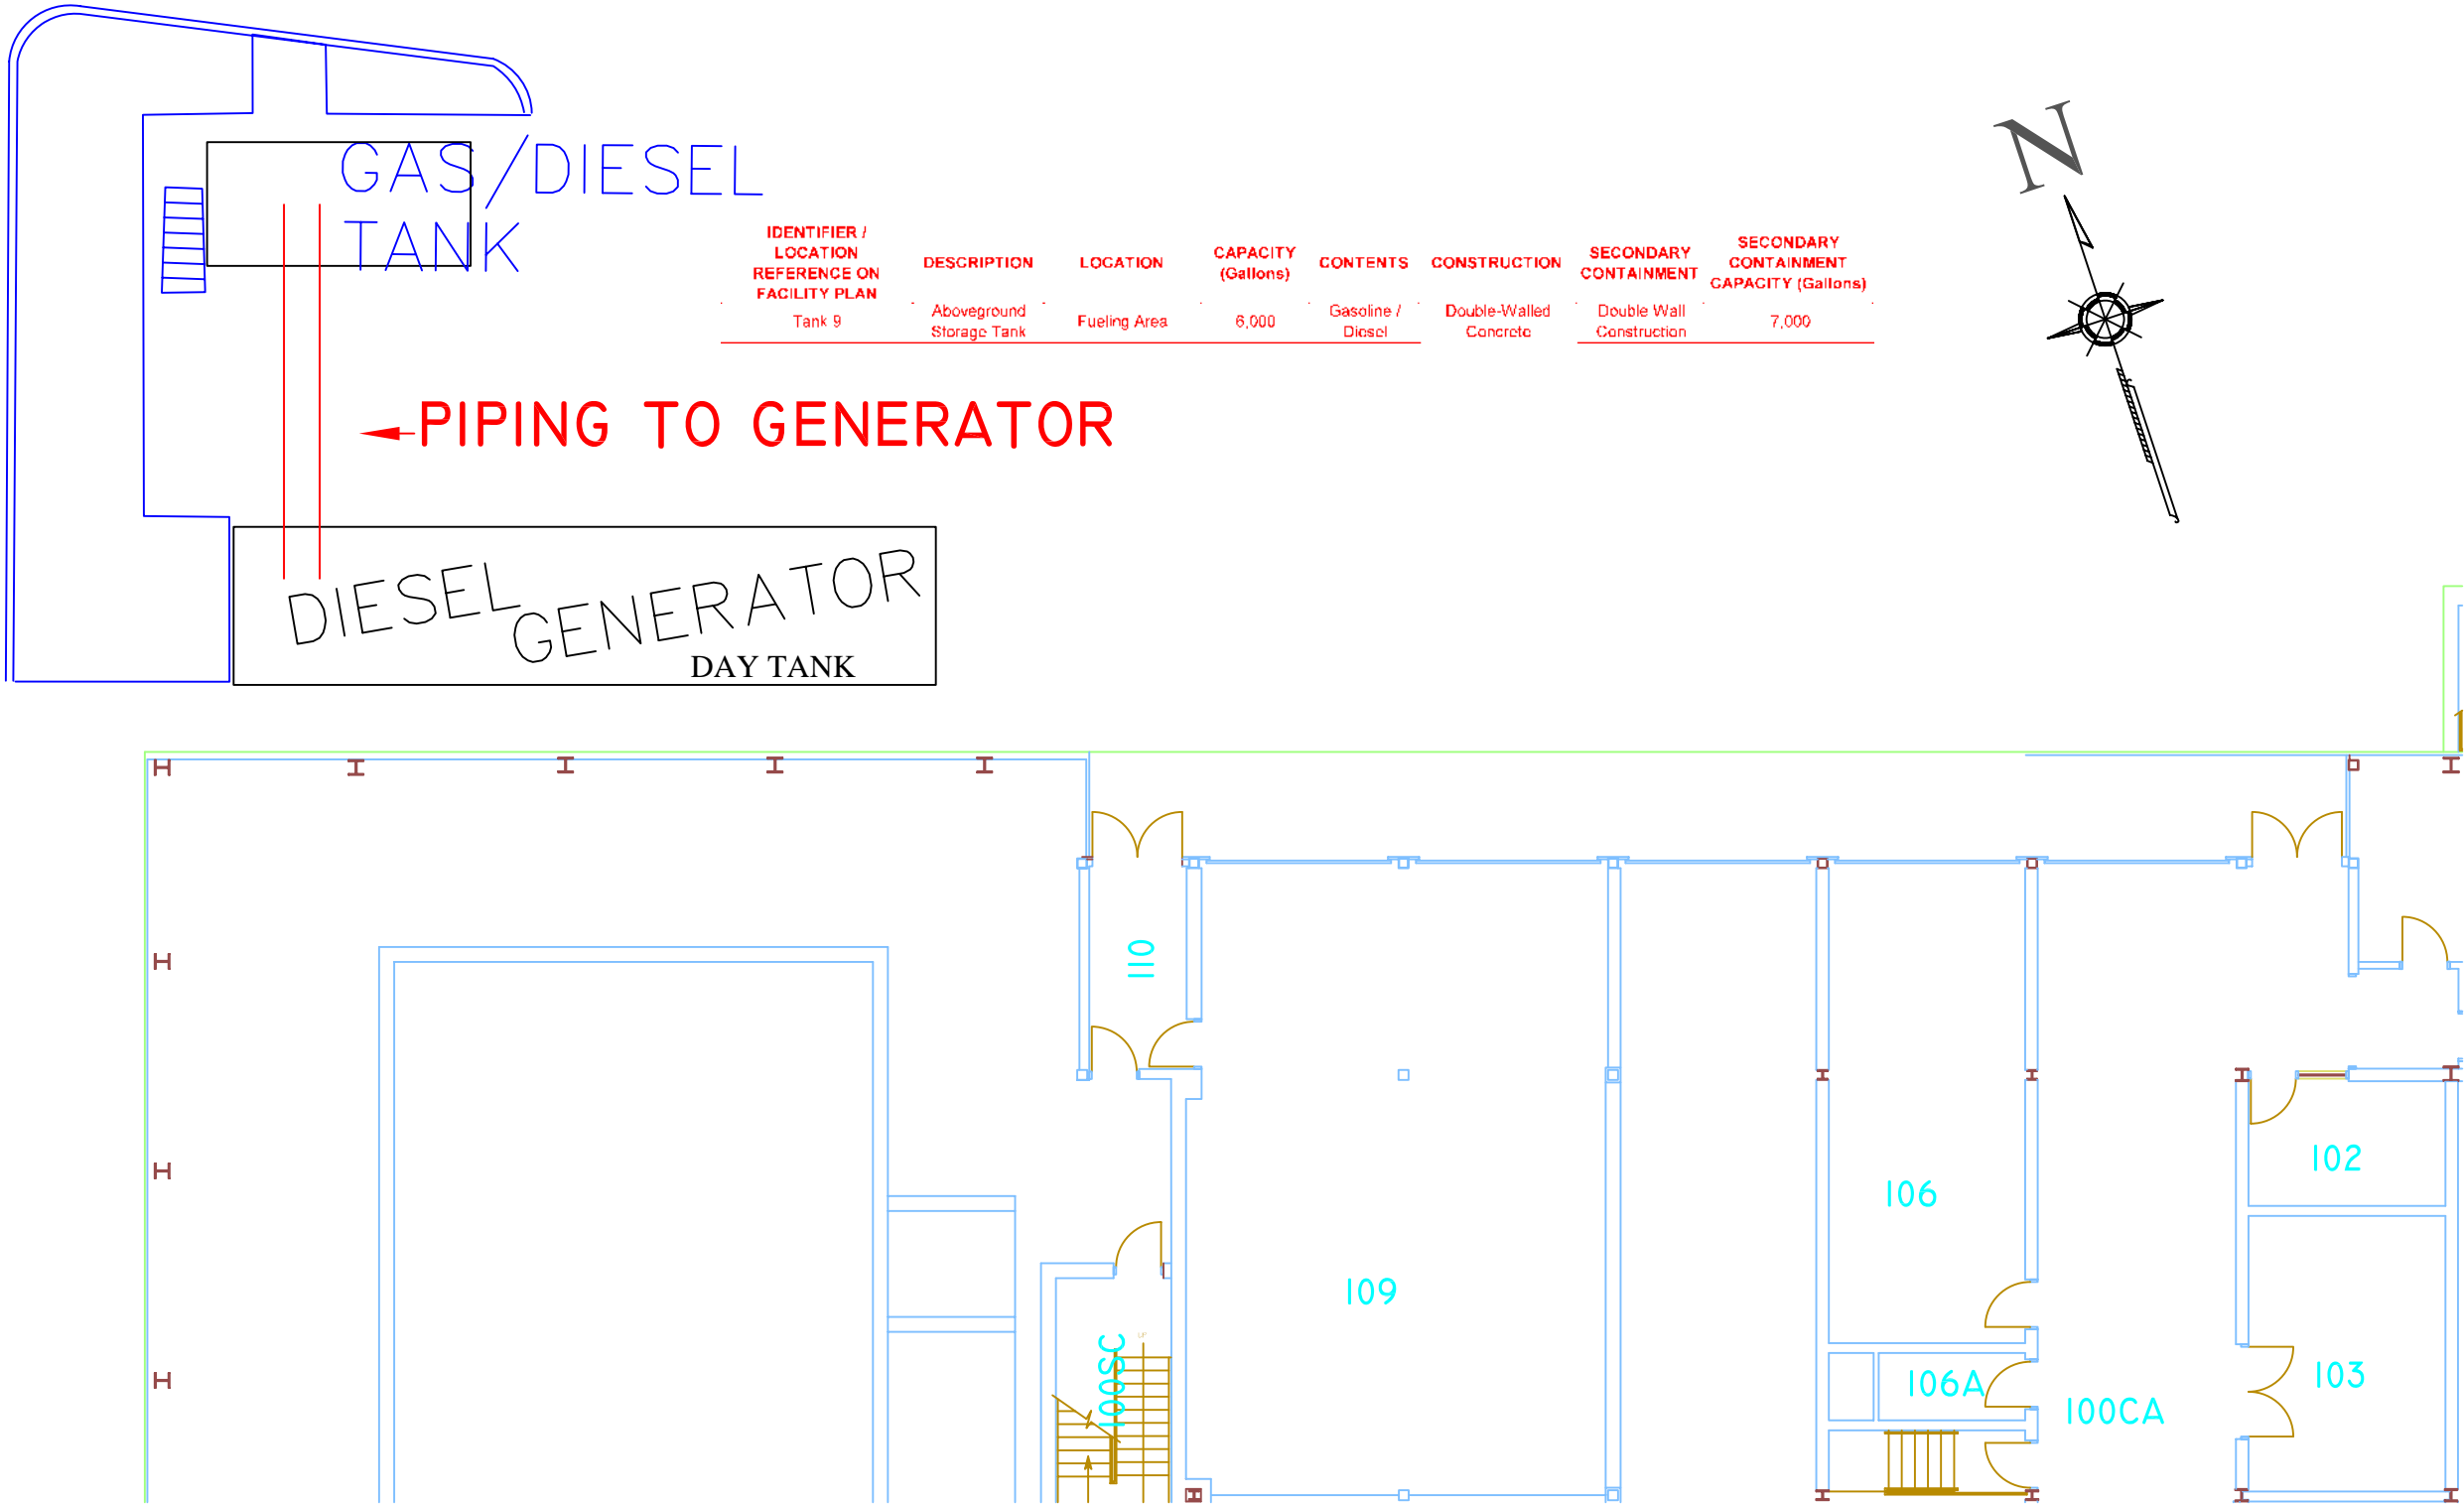 GAS/DIESEL
TANK
N
IDENTIFIER /
LOCATION
REFERENCE ON
FACILITY PLAN
DESCRIPTION
LOCATION
CAPACITY
(Gallons)
CONTENTS
CONSTRUCTION
SECONDARY
CONTAINMENT
SECONDARY
CONTAINMENT
CAPACITY (Gallons)
Tank 9
Aboveground
Storage Tank
Fueling Area
6,000
Gasoline /
Diesel
Double-Walled
Concrete
Double Wall
Construction
7,000
PIPING TO GENERATOR
DIESEL
GENERATOR
DAY TANK
110
102
106
109
UP
100SC
106A
103
100CA